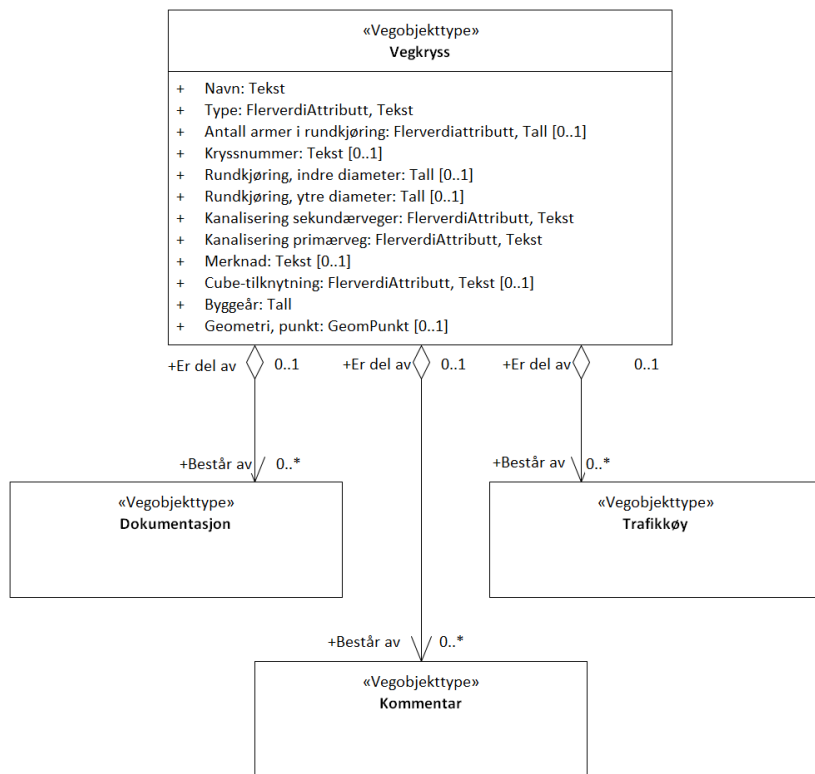 «Vegobjekttype»
Vegkryss
+ Navn: Tekst
+ Type: FlerverdiAttributt, Tekst
+ Antall armer i rundkjøring: Flerverdiattributt, Tall [0..1]
+ Kryssnummer: Tekst [0..1]
+ Rundkjøring, indre diameter: Tall [0..1]
+ Rundkjøring, ytre diameter: Tall [0..1]
+ Kanalisering sekundærveger: FlerverdiAttributt, Tekst
+ Kanalisering primærveg: FlerverdiAttributt, Tekst
+ Merknad: Tekst [0..1]
+ Cube-tilknytning: FlerverdiAttributt, Tekst [0..1]
+ Byggeår: Tall
+ Geometri, punkt: GeomPunkt [0..1]
+Er del av 0..1 +Er del av 0..1 +Er del av 0..1
+Består av 0..* +Består av 0..*
«Vegobjekttype»
Dokumentasjon
«Vegobjekttype»
Trafikkøy
+Består av 0..*
«Vegobjekttype»
Kommentar